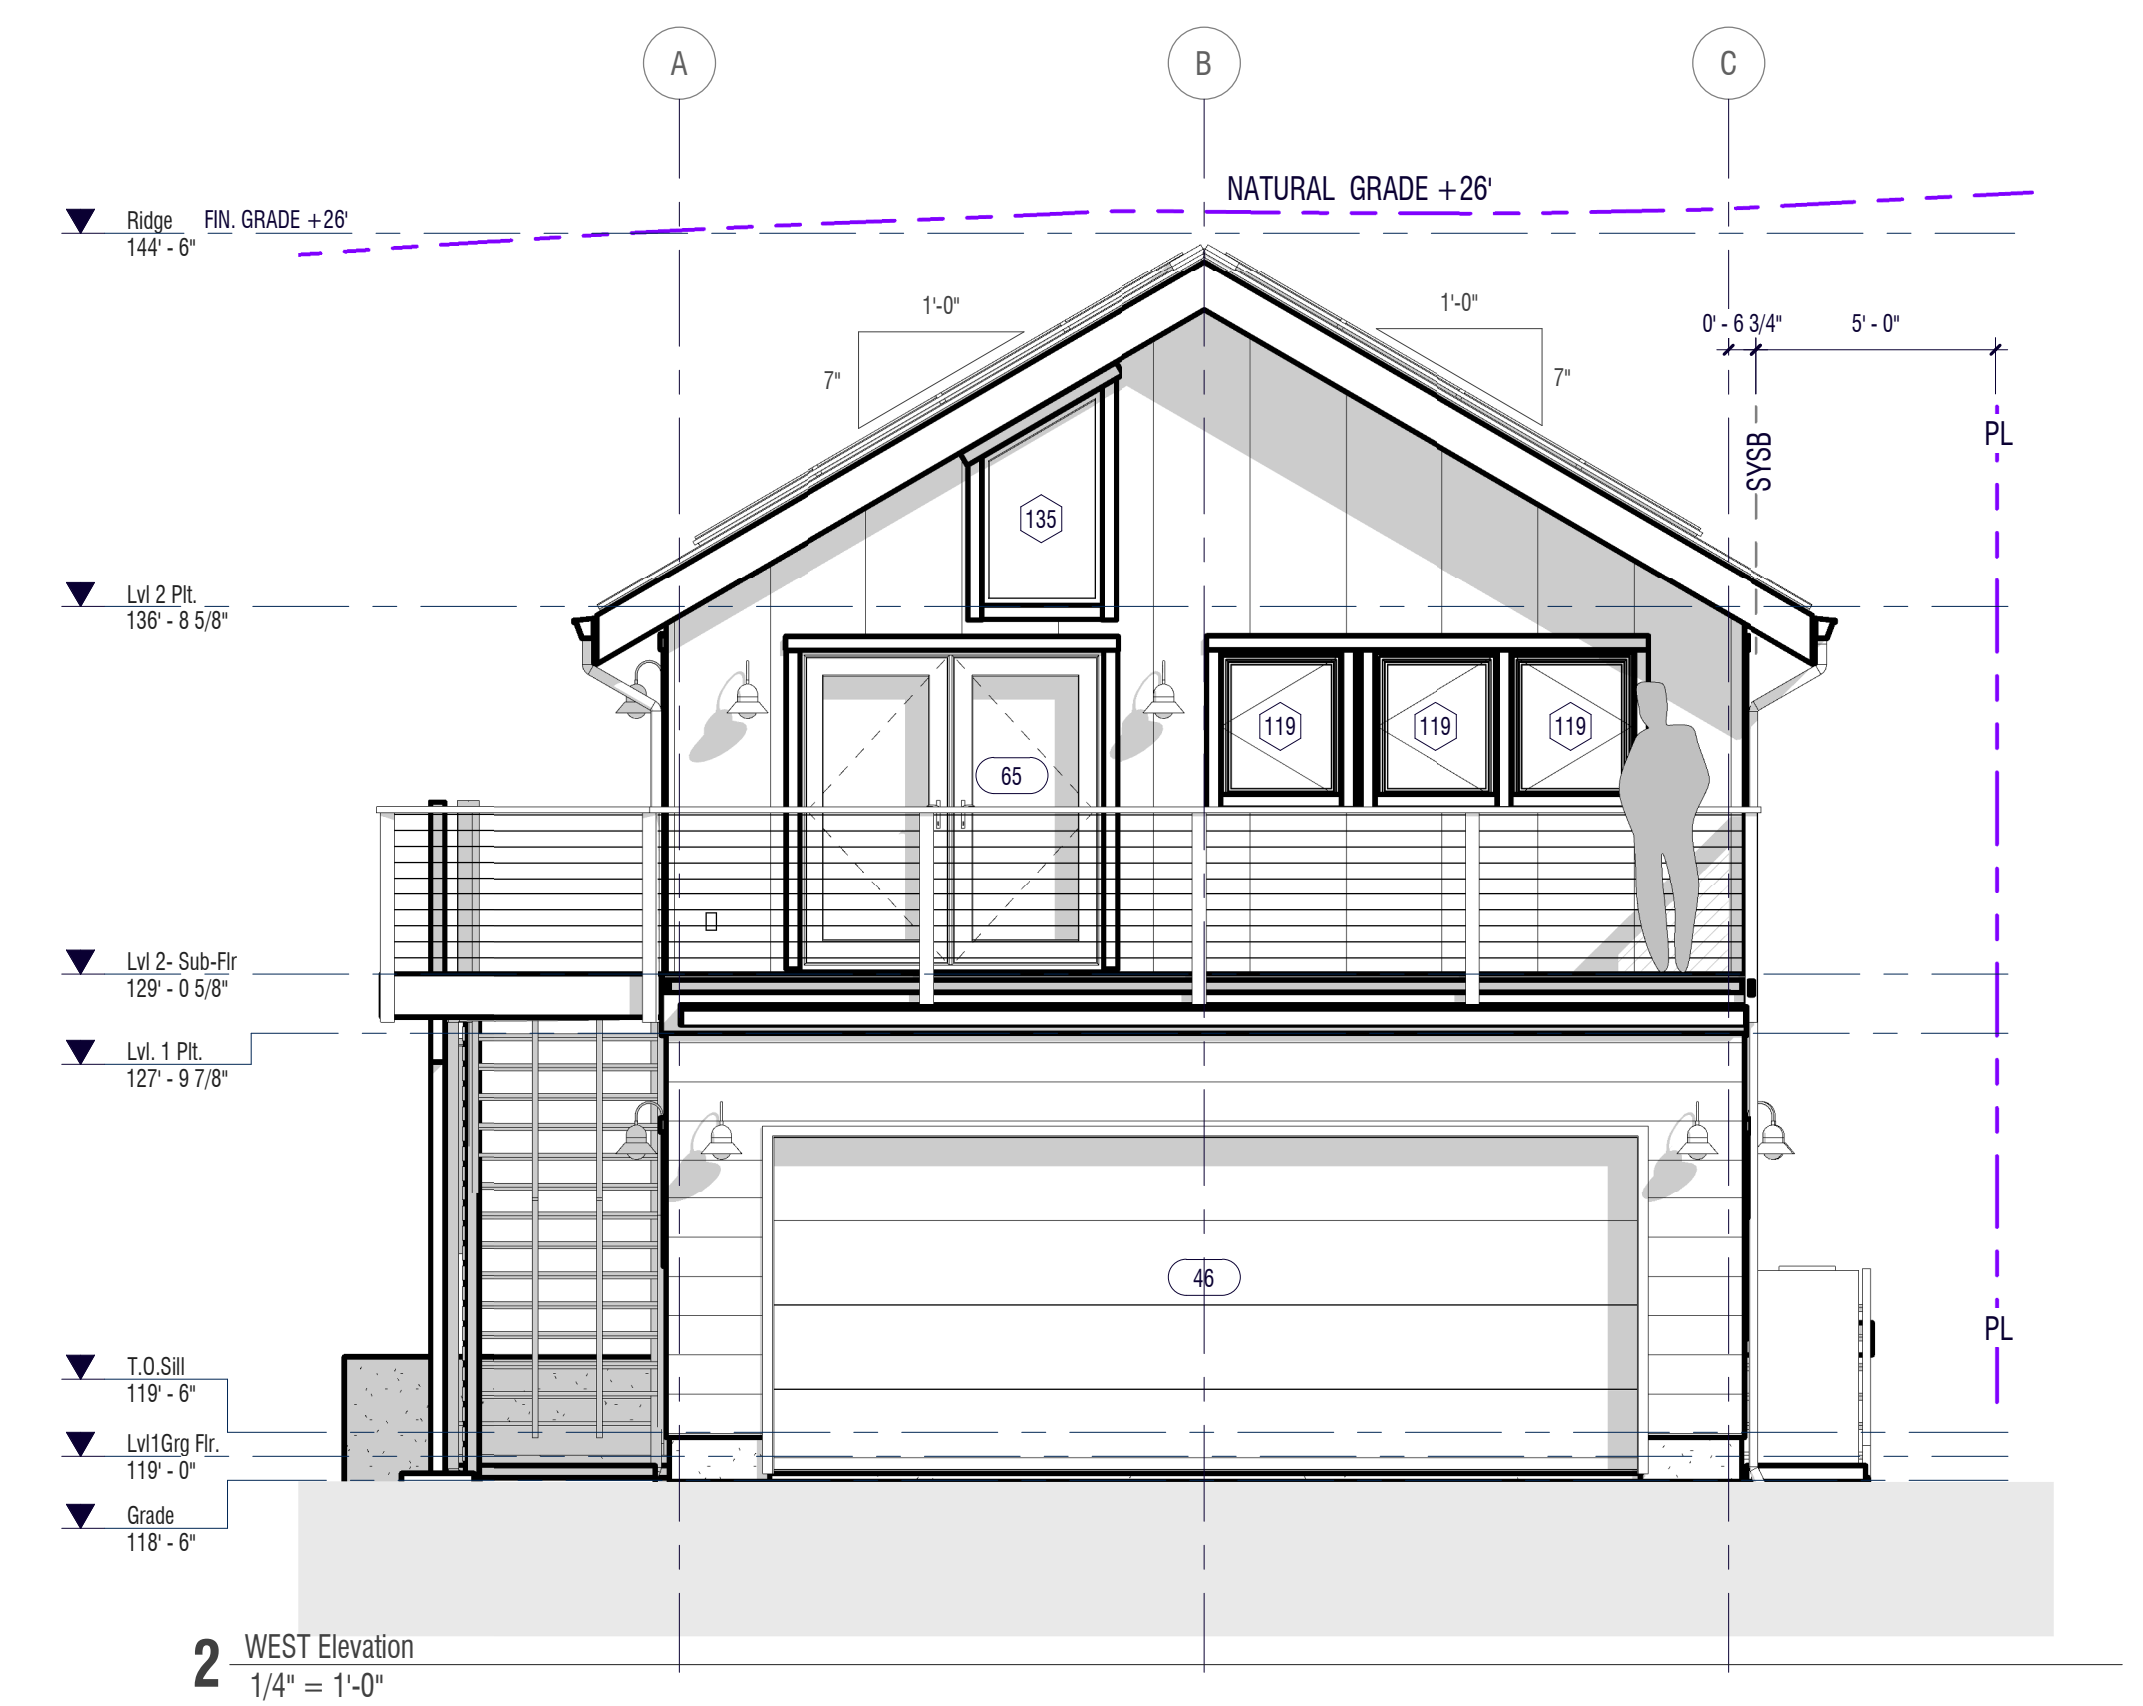 A
B
C
NATURAL GRADE +26'
Ridge
FIN. GRADE +26'
144' - 6"
1'-0"
1'-0"
0' - 6 3/4"
5' - 0"
7"
7"
PL
SYSB
135
Lvl 2 Plt.
136' - 8 5/8"
119
119
119
65
Lvl 2- Sub-Flr
129' - 0 5/8"
Lvl. 1 Plt.
127' - 9 7/8"
46
PL
T.O.Sill
119' - 6"
Lvl1Grg Flr.
119' - 0"
Grade
118' - 6"
2 WEST Elevation
1/4" = 1'-0"